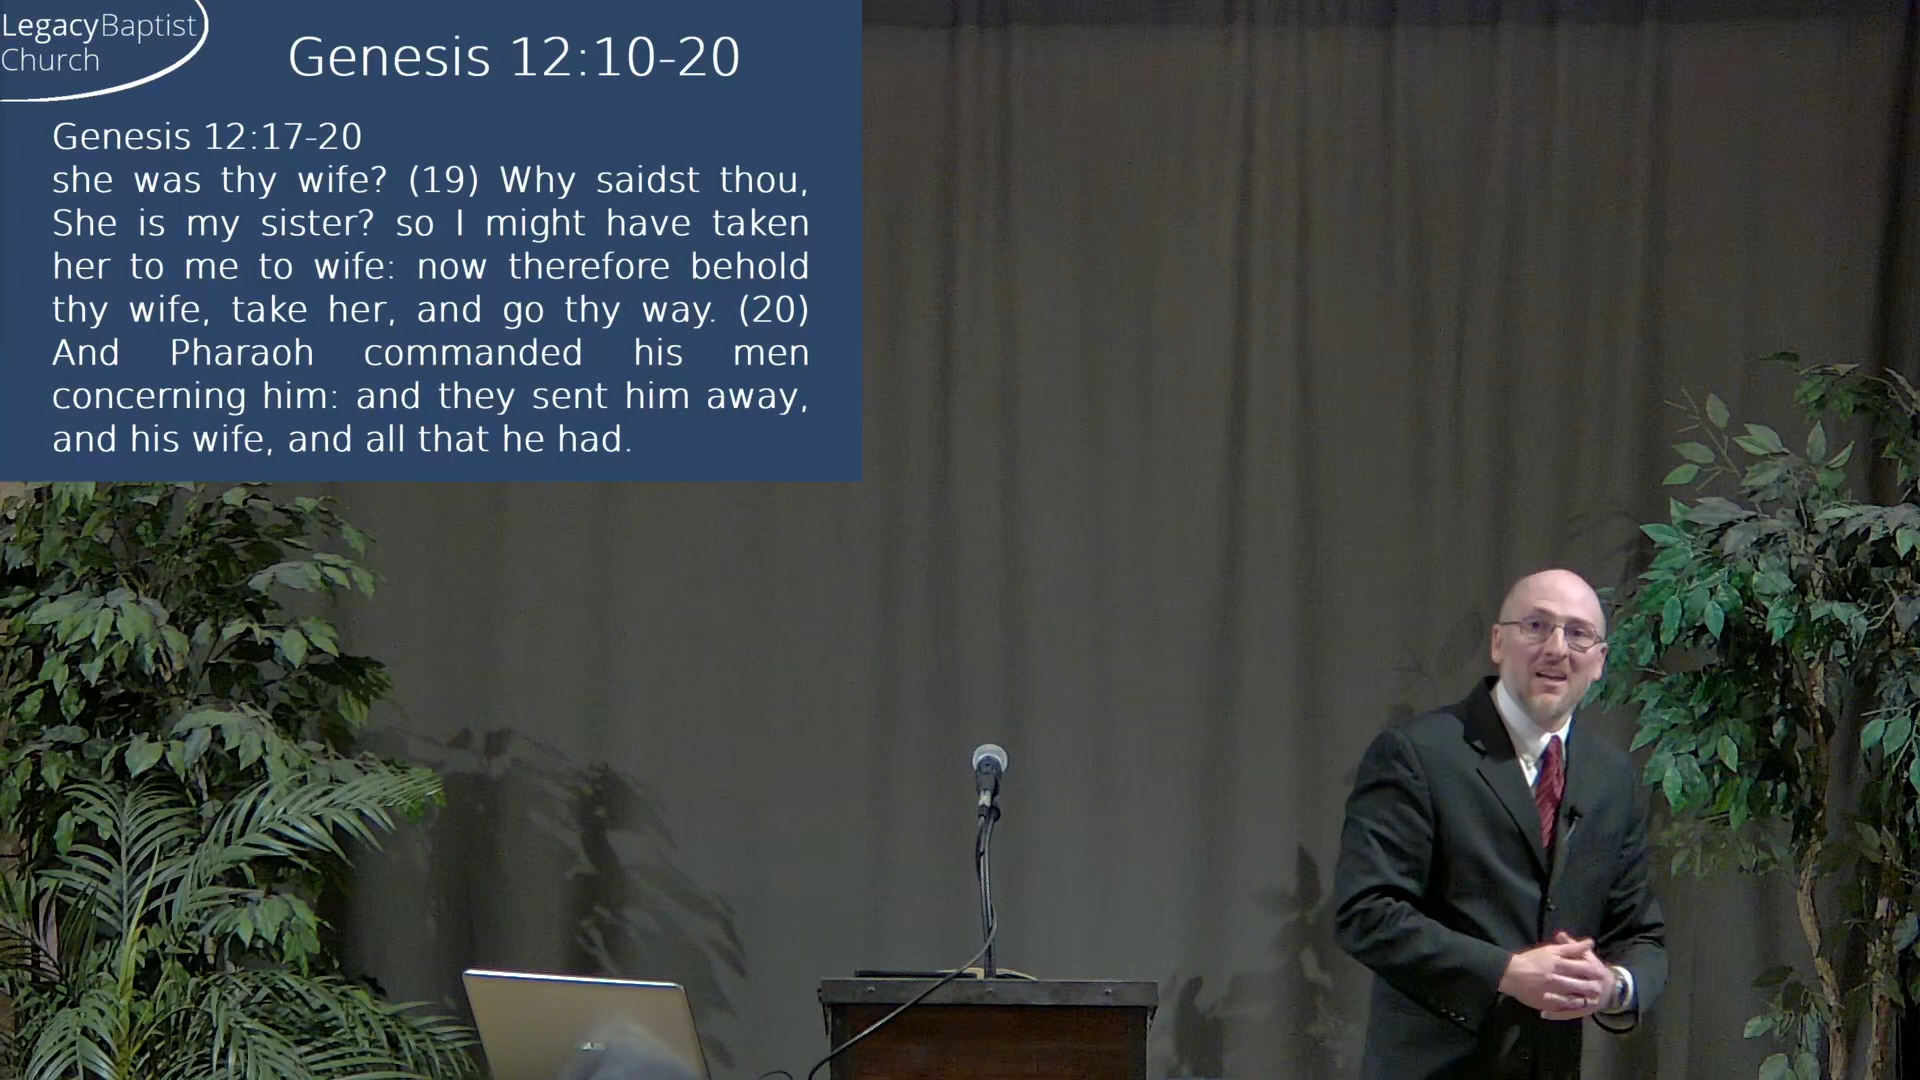 LegacyBaptist
Church
Genesis 12:10-20
Genesis 12:17-20
she was thy wife? (19) Why saidst thou,
She is my sister? so I might have taken
her to me to wife: now therefore behold
thy wife, take her, and go thy way. (20)
And Pharaoh commanded his men
concerning him: and they sent him away,
and his wife, and all that he had.